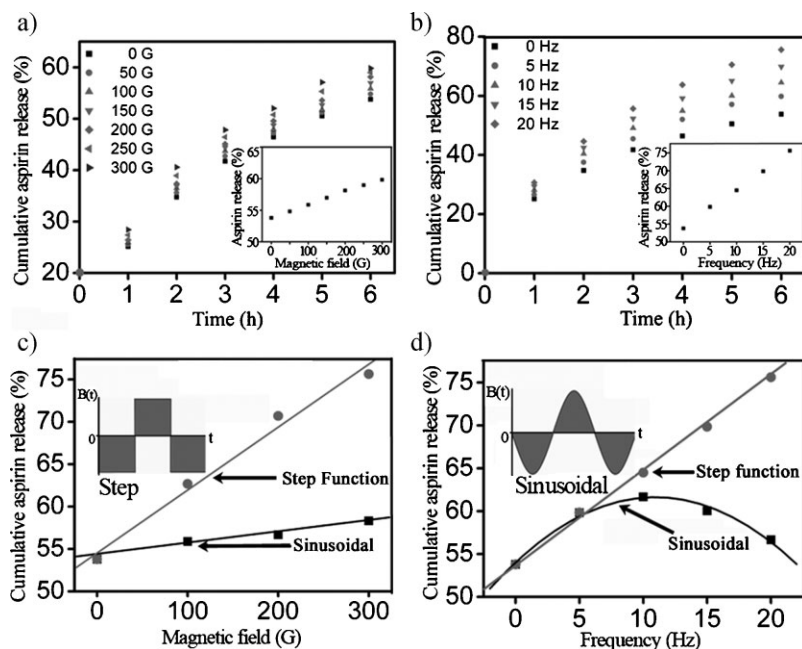 a)
Cumulative aspirin release (%)
60
50
40
30
20
0 G
50 G
100 G
150 G
200 G
250 G
300 G
Aspirin release (%)
65
60
55
50
0 100 200 300
Magnetic field (G)
0 1 2 3 4 5 6
Time (h)
b)
Cumulative aspirin release (%)
80
60
40
20
0
0 Hz
5 Hz
10 Hz
15 Hz
20 Hz
Aspirin release (%)
75
70
65
60
55
50
0 5 10 15 20
Frequency (Hz)
0 1 2 3 4 5 6
Time (h)
c)
Cumulative aspirin release (%)
75
70
65
60
55
50
B(t)
0
t
Step
Step Function
Sinusoidal
0 100 200 300
Magnetic field (G)
d)
Cumulative aspirin release (%)
75
70
65
60
55
50
B(t)
0
t
Sinusoidal
Step function
Sinusoidal
0 5 10 15 20
Frequency (Hz)